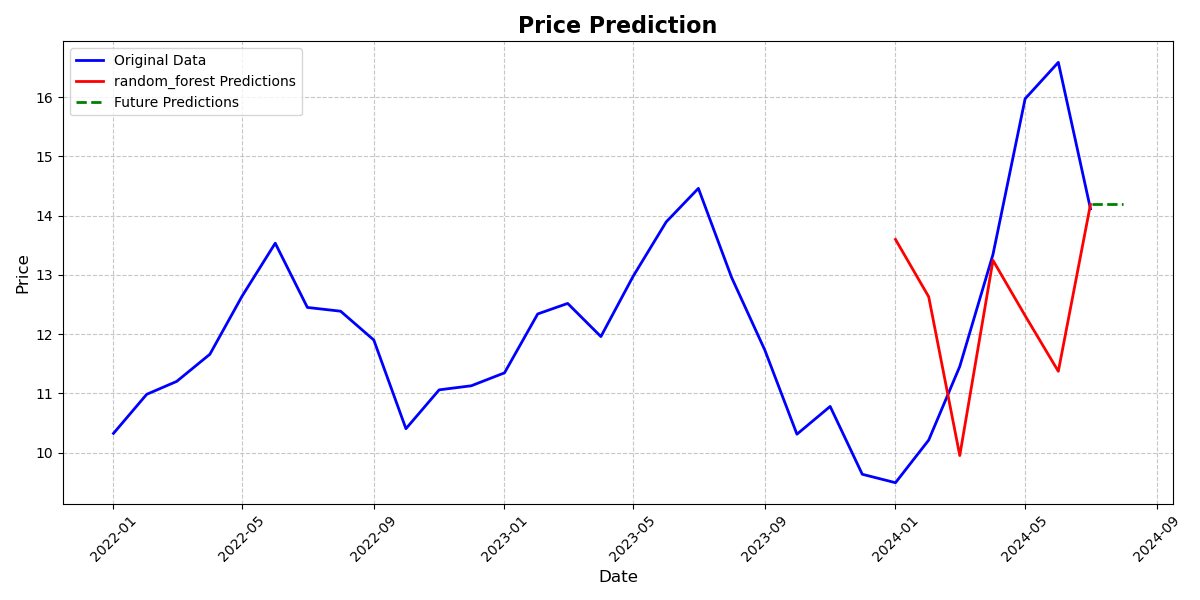 Price Prediction
Original Data
random_forest Predictions
Future Predictions
Price
16
15
14
13
12
11
10
2022-01
2022-05
2022-09
2023-01
2023-05
2023-09
2024-01
2024-05
2024-09
Date